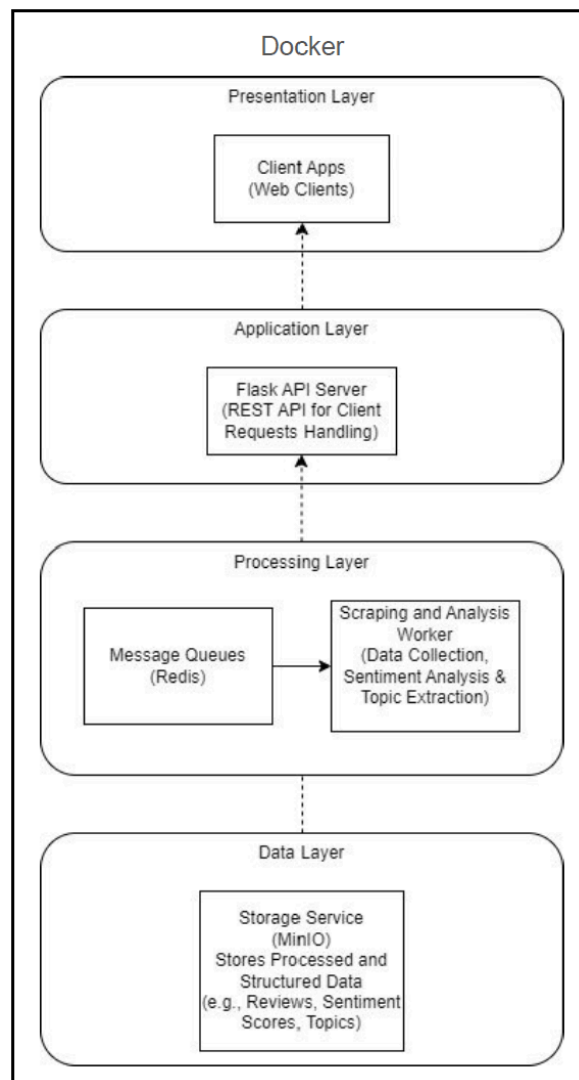 Docker
Presentation Layer
Client Apps
(Web Clients)
Application Layer
Flask API Server
(REST API for Client
Requests Handling)
Processing Layer
Message Queues
(Redis)
Scraping and Analysis
Worker
(Data Collection,
Sentiment Analysis &
Topic Extraction)
Data Layer
Storage Service
(MinIO)
Stores Processed and
Structured Data
(e.g., Reviews, Sentiment
Scores, Topics)